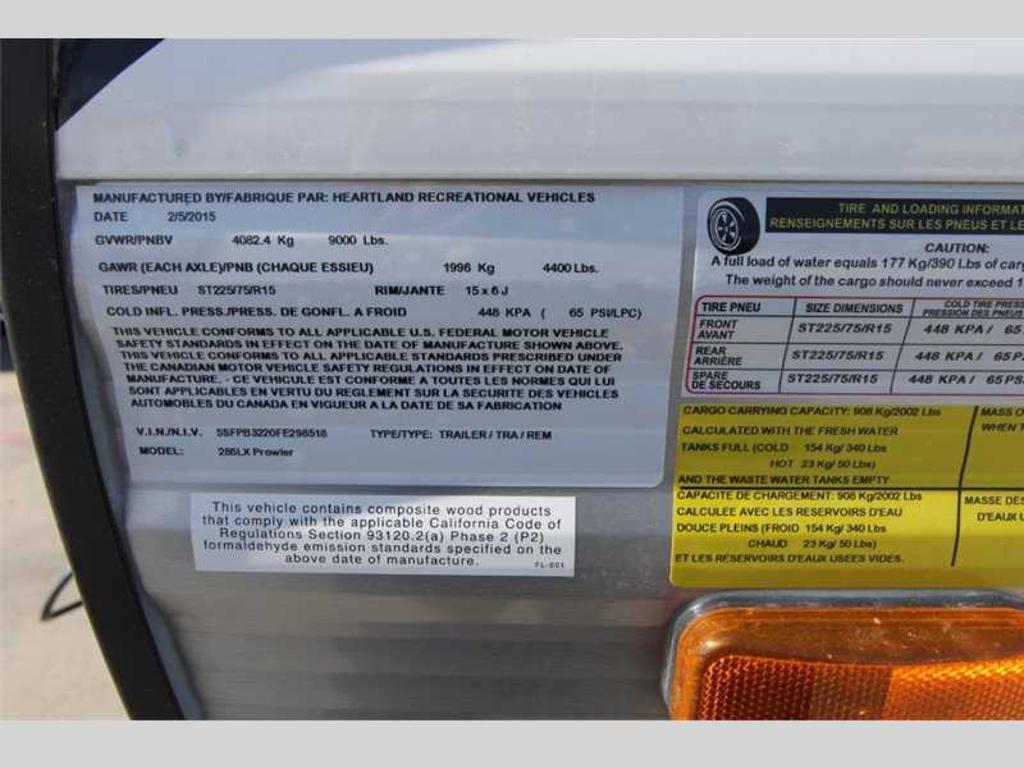 MANUFACTURED BY/FABRIQUE PAR: HEARTLAND RECREATIONAL VEHICLES
DATE 2/5/2015
GVWR/PNBV 4082.4 Kg 9000 Lbs.
GAWR (EACH AXLE)/PNB (CHAQUE ESSIEU) 1996 Kg 4400 Lbs.
TIRES/PNEU ST225/75/R15 RIM/JANTE 15 x 6 J
COLD INFL. PRESS./PRESS. DE GONFL. A FROID 448 KPA ( 65 PSI/LPC)
THIS VEHICLE CONFORMS TO ALL APPLICABLE U.S. FEDERAL MOTOR VEHICLE
SAFETY STANDARDS IN EFFECT ON THE DATE OF MANUFACTURE SHOWN ABOVE.
THIS VEHICLE CONFORMS TO ALL APPLICABLE STANDARDS PRESCRIBED UNDER
THE CANADIAN MOTOR VEHICLE SAFETY REGULATIONS IN EFFECT ON DATE OF
MANUFACTURE. - CE VEHICULE EST CONFORME A TOUTES LES NORMES QUI LUI
SONT APPLICABLES EN VERTU DU REGLEMENT SUR LA SECURITE DES VEHICLES
AUTOMOBLES DU CANADA EN VIGUEUR A LA DATE DE SA FABRICATION
V.I.N./N.I.V. 5SFPB3220FE298518 TYPE/TYPE: TRAILER / TRA / REM
MODEL: 285LX Prowler
This vehicle contains composite wood products
that comply with the applicable California Code of
Regulations Section 93120.2(a) Phase 2 (P2)
formaldehyde emission standards specified on the
above date of manufacture.
FL-601
TIRE AND LOADING INFORMAT
RENSEIGNEMENTS SUR LES PNEUS ET LE
CAUTION:
A full load of water equals 177 Kg/390 Lbs of carg
The weight of the cargo should never exceed 1
TIRE PNEU SIZE DIMENSIONS COLD TIRE PRESS
PRESSION DES PNEUS
FRONT
AVANT ST225/75/R15 448 KPA / 65
REAR
ARRIÈRE ST225/75/R15 448 KPA / 65 PS
SPARE
DE SECOURS ST225/75/R15 448 KPA / 65 PS
CARGO CARRYING CAPACITY: 908 Kg/2002 Lbs
CALCULATED WITH THE FRESH WATER
TANKS FULL (COLD 154 Kg/ 340 Lbs
HOT 23 Kg/ 50 Lbs)
AND THE WASTE WATER TANKS EMPTY
MASS O
WHEN T
CAPACITE DE CHARGEMENT: 908 Kg/2002 Lbs
CALCULEE AVEC LES RESERVOIRS D'EAU
DOUCE PLEINS (FROID 154 Kg/ 340 Lbs
CHAUD 23 Kg/ 50 Lbs)
ET LES RESERVOIRS D'EAUX USEES VIDES.
MASSE DES
D'EAUX U